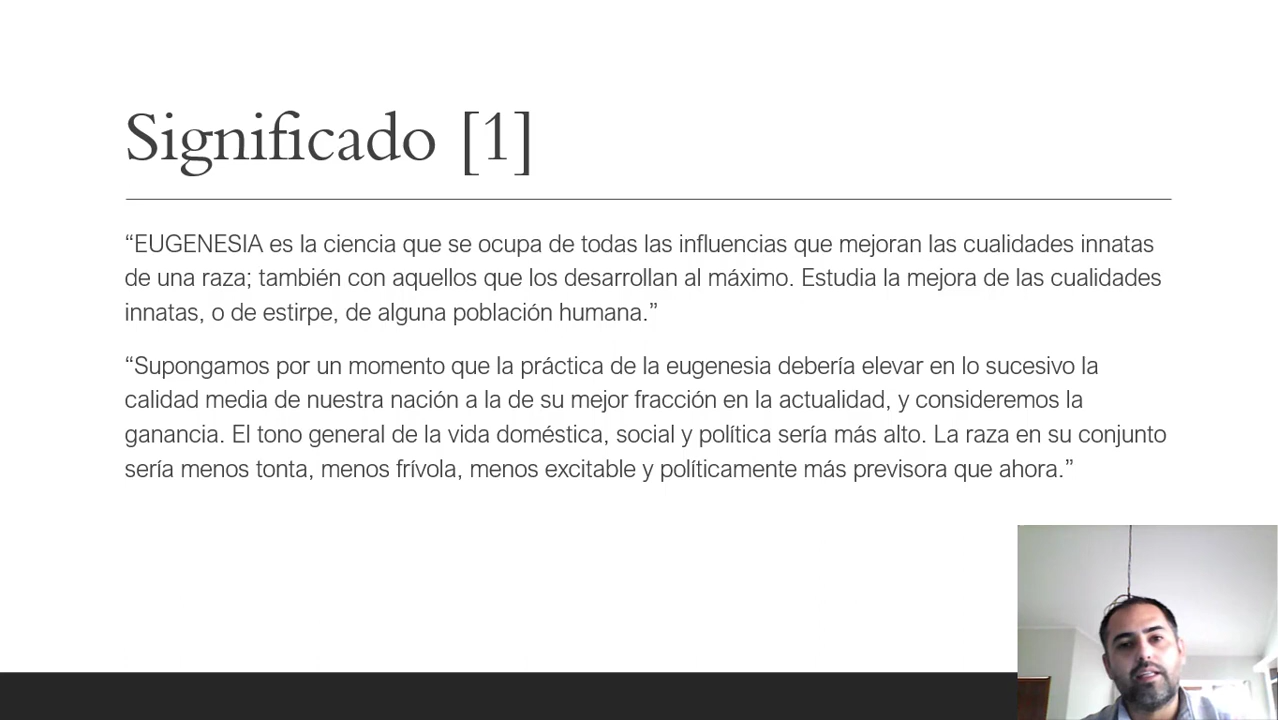 Significado [1]
“EUGENESIA es la ciencia que se ocupa de todas las influencias que mejoran las cualidades innatas
de una raza; también con aquellos que los desarrollan al máximo. Estudia la mejora de las cualidades
innatas, o de estirpe, de alguna población humana.”
“Supongamos por un momento que la práctica de la eugenesia debería elevar en lo sucesivo la
calidad media de nuestra nación a la de su mejor fracción en la actualidad, y consideremos la
ganancia. El tono general de la vida doméstica, social y política sería más alto. La raza en su conjunto
sería menos tonta, menos frívola, menos excitable y políticamente más previsora que ahora.”